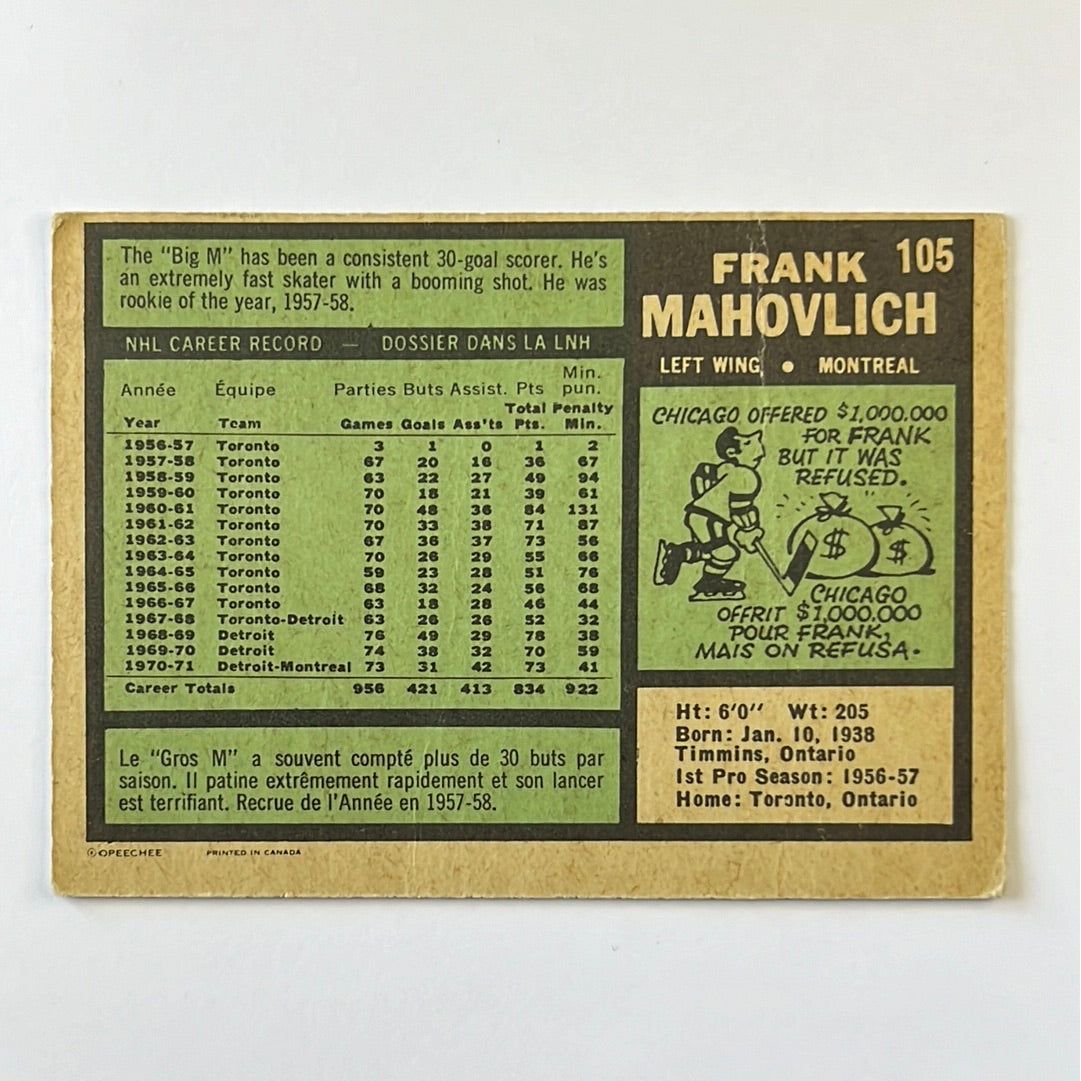 The "Big M" has been a consistent 30-goal scorer. He's
an extremely fast skater with a booming shot. He was
rookie of the year, 1957-58.
NHL CAREER RECORD — DOSSIER DANS LA LNH
Année Équipe Parties Buts Assist. Pts Min. pun.
Year Team Games Goals Ass'ts Total Pts. Penalty Min.
1956-57 Toronto 3 1 0 1 2
1957-58 Toronto 67 20 16 36 67
1958-59 Toronto 63 22 27 49 94
1959-60 Toronto 70 18 21 39 61
1960-61 Toronto 70 48 36 84 131
1961-62 Toronto 70 33 38 71 87
1962-63 Toronto 67 36 37 73 56
1963-64 Toronto 70 26 29 55 66
1964-65 Toronto 59 23 28 51 76
1965-66 Toronto 68 32 24 56 68
1966-67 Toronto 63 18 28 46 44
1967-68 Toronto-Detroit 63 26 26 52 32
1968-69 Detroit 76 49 29 78 38
1969-70 Detroit 74 38 32 70 59
1970-71 Detroit-Montreal 73 31 42 73 41
Career Totals 956 421 413 834 922
Le "Gros M" a souvent compté plus de 30 buts par
saison. Il patine extrêmement rapidement et son lancer
est terrifiant. Recrue de l'Année en 1957-58.
FRANK 105
MAHOVLICH
LEFT WING • MONTREAL
CHICAGO OFFERED $1,000.000
FOR FRANK
BUT IT WAS
REFUSED.
$ $
CHICAGO
OFFRIT $1,000.000
POUR FRANK,
MAIS ON REFUSA.
Ht: 6'0'' Wt: 205
Born: Jan. 10, 1938
Timmins, Ontario
1st Pro Season: 1956-57
Home: Toronto, Ontario
© OPEECHEE PRINTED IN CANADA